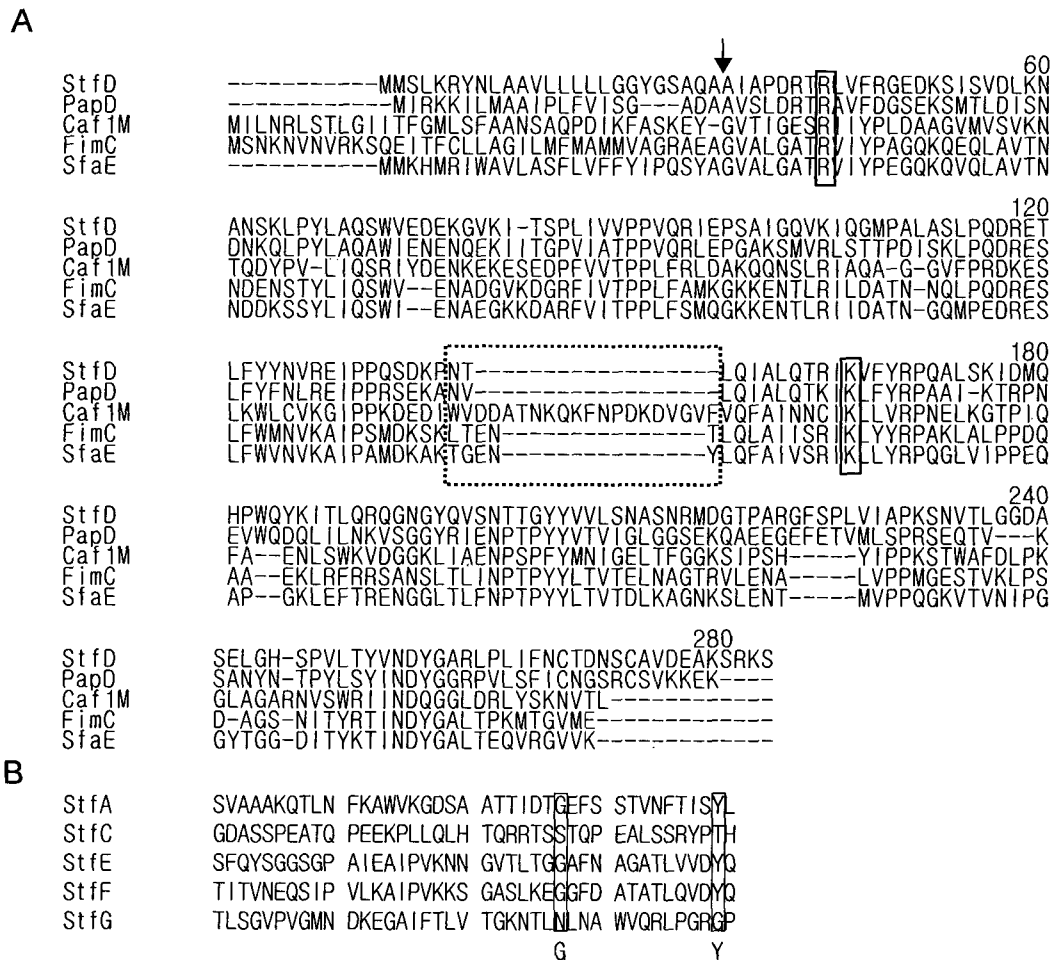 A
60
StfD ------------MMSLKRYNLAAVLLLLLGGYGSAQAAIAPDRTRLVFRGEDKSISVDLKN
PapD -------------MIRKKILMAAIPLFVISG---ADAAVSLDRTRAVFDGSEKSMTLDISN
Caf1M MILNRLSTLGIITFGMLSFAANSAQPDIKFASKEY-GVTIGESRIIYPLDAAGVMVSVKN
FimC MSNKNVNVRKSQEITFCLLAGILMFMAMMVAGRAEAGVALGATRVIYPAGQKQEQLAVTN
SfaE -----------MMKHMRIWAVLASFLVFFYIPQSYAGVALGATRVIYPEGQKQVQLAVTN
120
StfD ANSKLPYLAQSWVEDEKGVKI-TSPLIVVPPVQRIEPSAIGQVKIQGMPALASLPQDRET
PapD DNKQLPYLAQAWIENENQEKIITGPVIATPPVQRLEPGAKSMVRLSTTPDISKLPQDRES
Caf1M TQDYPV-LIQSRIYDENKEKESEDPFVVTPPLFRLDAKQQNSLRIAQA-G-GVFPRDKES
FimC NDENSTYLIQSWV--ENADGVKDGRFIVTPPLFAMKGKKENTLRILDATN-NQLPQDRES
SfaE NDDKSSYLIQSWI--ENAEGKKDARFVITPPLFSMQGKKENTLRIIDATN-GQMPEDRES
180
StfD LFYYNVREIPPQSDKPNT------------------LQIALQTRIKVFYRPQALSKIDMQ
PapD LFYFNLREIPPRSEKANV------------------LQIALQTKIKLFYRPAAI-KTRPN
Caf1M LKWLCVKGIPPKDEDIWVDDATNKQKFNPDKDVGVFVQFAINNCIKLLVRPNELKGTPIQ
FimC LFWMNVKAIPSMDKSKLTEN---------------TLQLAIISRIKLYYRPAKLALPPDQ
SfaE LFWVNVKAIPAMDKAKTGEN---------------YLQFAIVSRIKLLYRPQGLVIPPEQ
240
StfD HPWQYKITLQRQGNGYQVSNTTGYYVVLSNASNRMDGTPARGFSPLVIAPKSNVTLGGDA
PapD EVWQDQLILNKVSGGYRIENPTPYYVTVIGLGGSEKQAEEGEFETVMLSPRSEQTV---K
Caf1M FA--ENLSWKVDGGKLIAENPSPFYMNIGELTFGGKSIPSH-----YIPPKSTWAFDLPK
FimC AA--EKLRFRRSANSLTLINPTPYYLTVTELNAGTRVLENA-----LVPPMGESTVKLPS
SfaE AP--GKLEFTRENGGLTLFNPTPYYLTVTDLKAGNKSLENT-----MVPPQGKVTVNIPG
280
StfD SELGH-SPVLTYVNDYGARLPLIFNCTDNSCAVDEAKSRKS
PapD SANYN-TPYLSYINDYGGRPVLSFICNGSRCSVKKEK----
Caf1M GLAGARNVSWRIINDQGGLDRLYSKNVTL------------
FimC D-AGS-NITYRTINDYGALTPKMTGVME-------------
SfaE GYTGG-DITYKTINDYGALTEQVRGVVK-------------
B
StfA SVAAAKQTLN FKAWVKGDSA ATTIDTGEFS STVNFTISYL
StfC GDASSPEATQ PEEKPLLQLH TQRRTSSTQP EALSSRYPTH
StfE SFQYSGGSGP AIEAIPVKNN GVTLTGGAFN AGATLVVDYQ
StfF TITVNEQSIP VLKAIPVKKS GASLKEGGFD ATATLQVDYQ
StfG TLSGVPVGMN DKEGAIFTLV TGKNTLNLNA WVQRLPGRGP
G Y